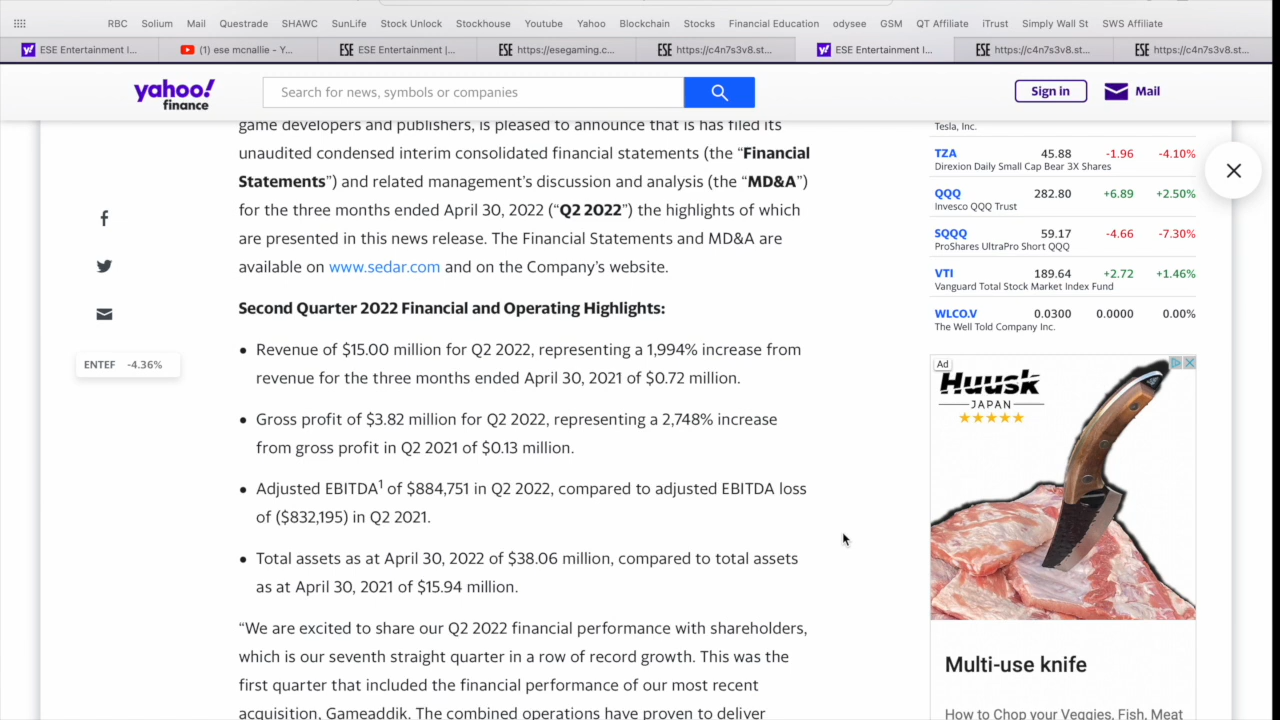 RBC Solium Mail Questrade SHAWC SunLife Stock Unlock Stockhouse Youtube Yahoo Blockchain Stocks Financial Education odysee GSM QT Affiliate iTrust Simply Wall St SWS Affiliate
ESE Entertainment I... (1) ese mcnallie - Y... ESE ESE Entertainment |... ESE https://esegaming.c... ESE https://c4n7s3v8.st... ESE Entertainment I... ESE https://c4n7s3v8.st... ESE https://c4n7s3v8.st...
yahoo!
finance
Search for news, symbols or companies
Sign in
Mail
game developers and publishers, is pleased to announce that is has filed its
unaudited condensed interim consolidated financial statements (the “Financial
Statements”) and related management’s discussion and analysis (the “MD&A”)
for the three months ended April 30, 2022 (“Q2 2022”) the highlights of which
are presented in this news release. The Financial Statements and MD&A are
available on www.sedar.com and on the Company’s website.
Second Quarter 2022 Financial and Operating Highlights:
• Revenue of $15.00 million for Q2 2022, representing a 1,994% increase from
revenue for the three months ended April 30, 2021 of $0.72 million.
• Gross profit of $3.82 million for Q2 2022, representing a 2,748% increase
from gross profit in Q2 2021 of $0.13 million.
• Adjusted EBITDA¹ of $884,751 in Q2 2022, compared to adjusted EBITDA loss
of ($832,195) in Q2 2021.
• Total assets as at April 30, 2022 of $38.06 million, compared to total assets
as at April 30, 2021 of $15.94 million.
“We are excited to share our Q2 2022 financial performance with shareholders,
which is our seventh straight quarter in a row of record growth. This was the
first quarter that included the financial performance of our most recent
acquisition, Gameaddik. The combined operations have proven to deliver
ENTEF -4.36%
Tesla, Inc.
TZA 45.88 -1.96 -4.10%
Direxion Daily Small Cap Bear 3X Shares
QQQ 282.80 +6.89 +2.50%
Invesco QQQ Trust
SQQQ 59.17 -4.66 -7.30%
ProShares UltraPro Short QQQ
VTI 189.64 +2.72 +1.46%
Vanguard Total Stock Market Index Fund
WLCO.V 0.0300 0.0000 0.00%
The Well Told Company Inc.
Ad
Huusk
JAPAN
Multi-use knife
How to Chop your Veggies, Fish, Meat